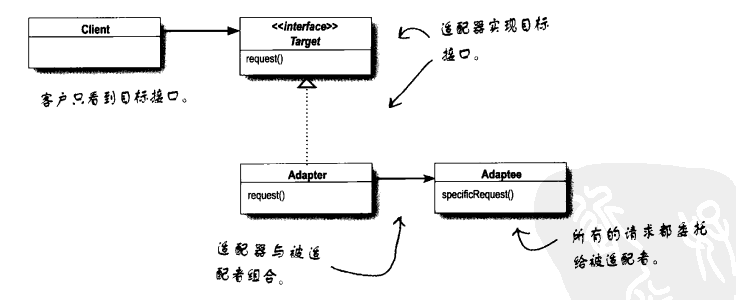 Client
<<interface>>
Target
request()
适配器实现目标
接口。
客户只看到目标接口。
Adapter
request()
Adaptee
specificRequest()
适配器与被适
配者组合。
所有的请求都委托
给被适配者。